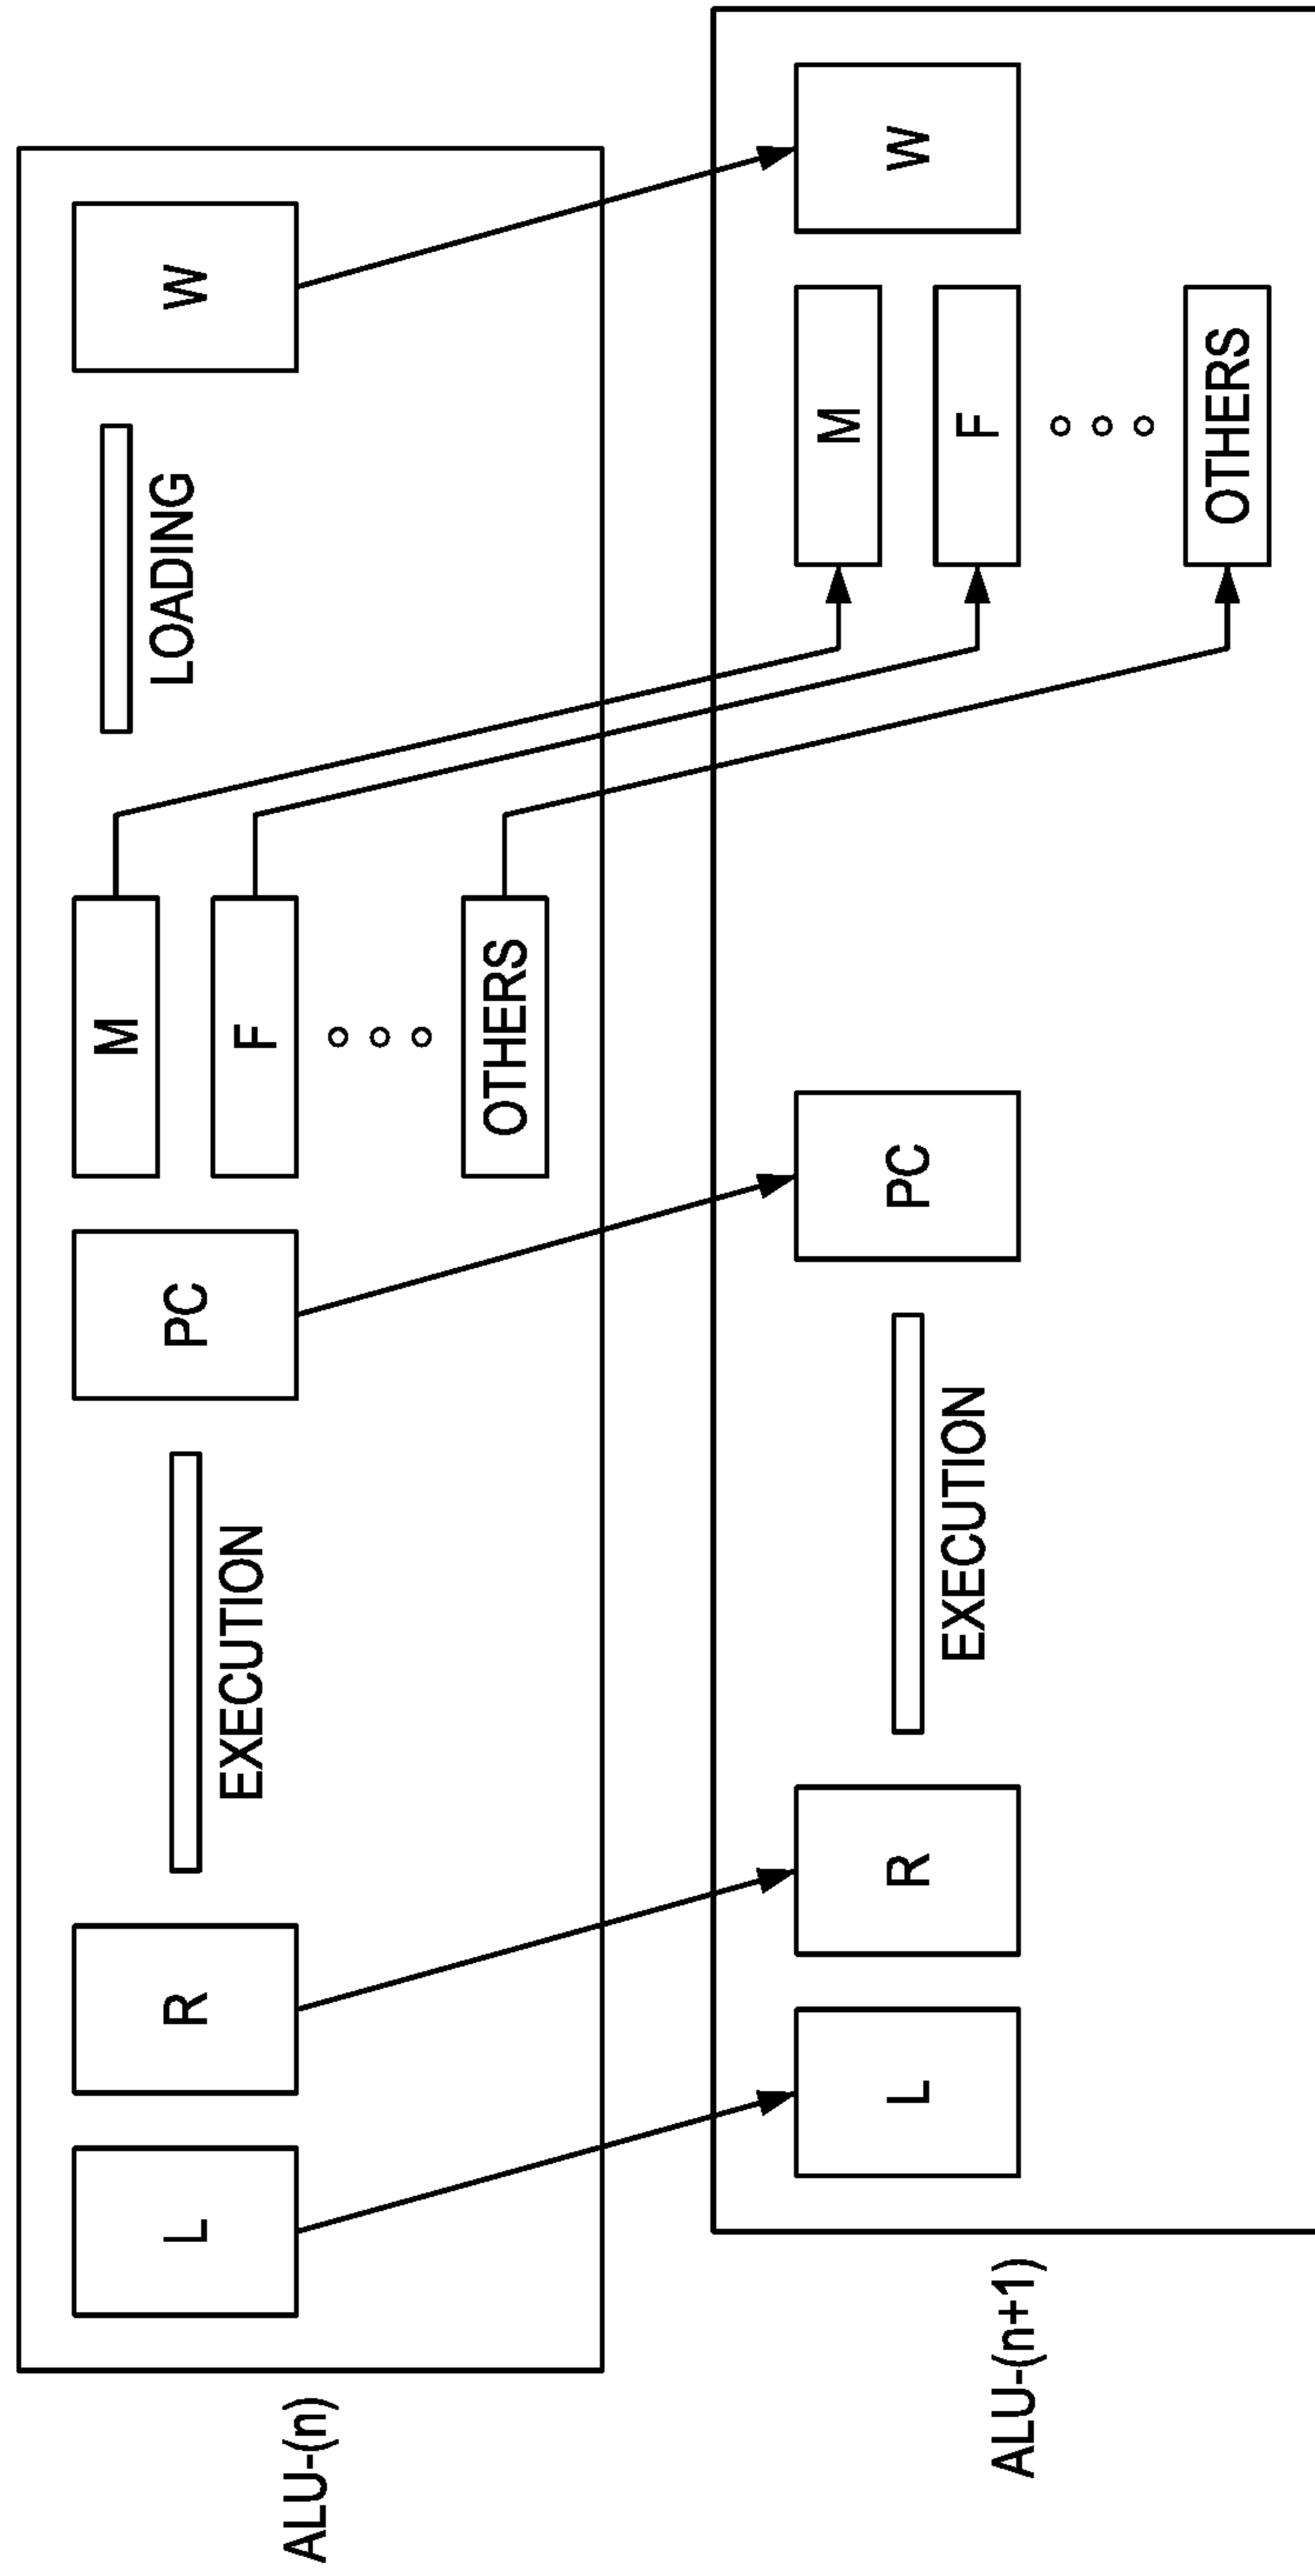 ALU-(n)
L
R
EXECUTION
PC
M
F
OTHERS
LOADING
W
ALU-(n+1)
L
R
EXECUTION
PC
M
F
OTHERS
W